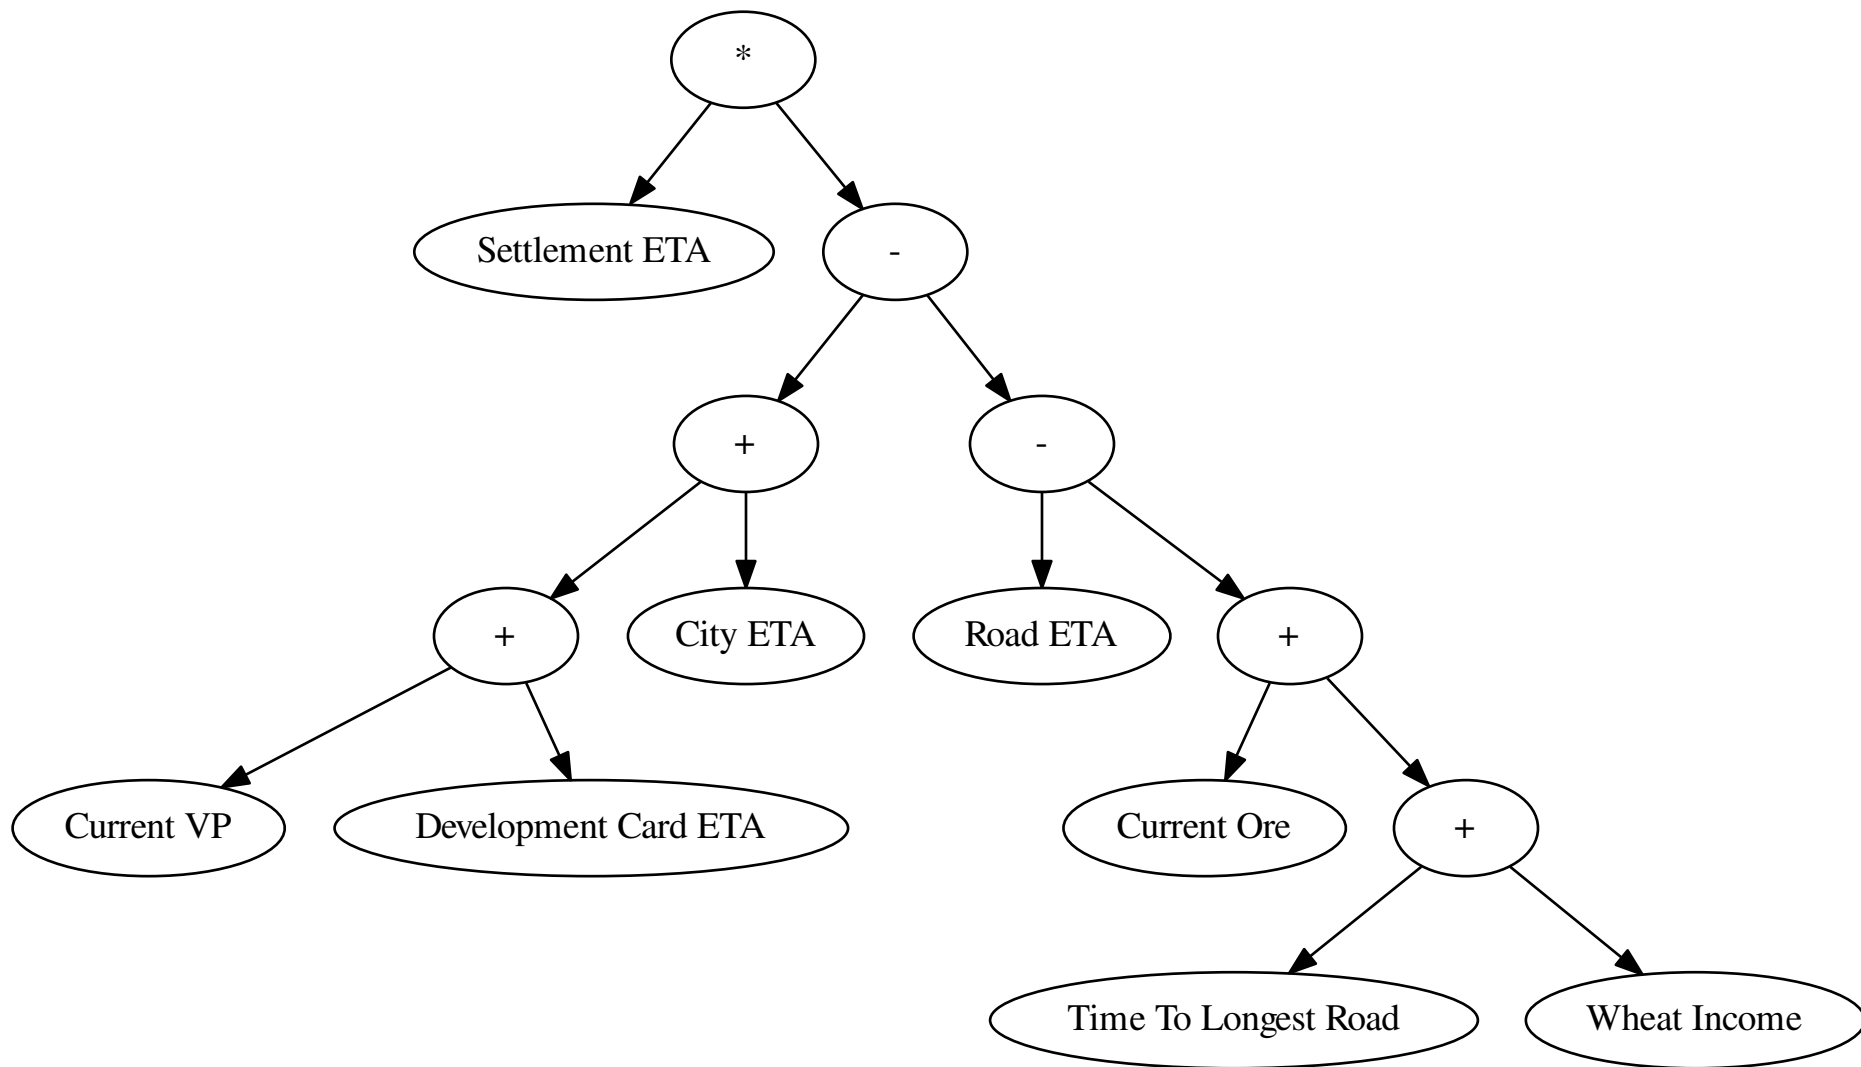 *
Settlement ETA
-
+
-
+
City ETA
Road ETA
+
Current VP
Development Card ETA
Current Ore
+
Time To Longest Road
Wheat Income